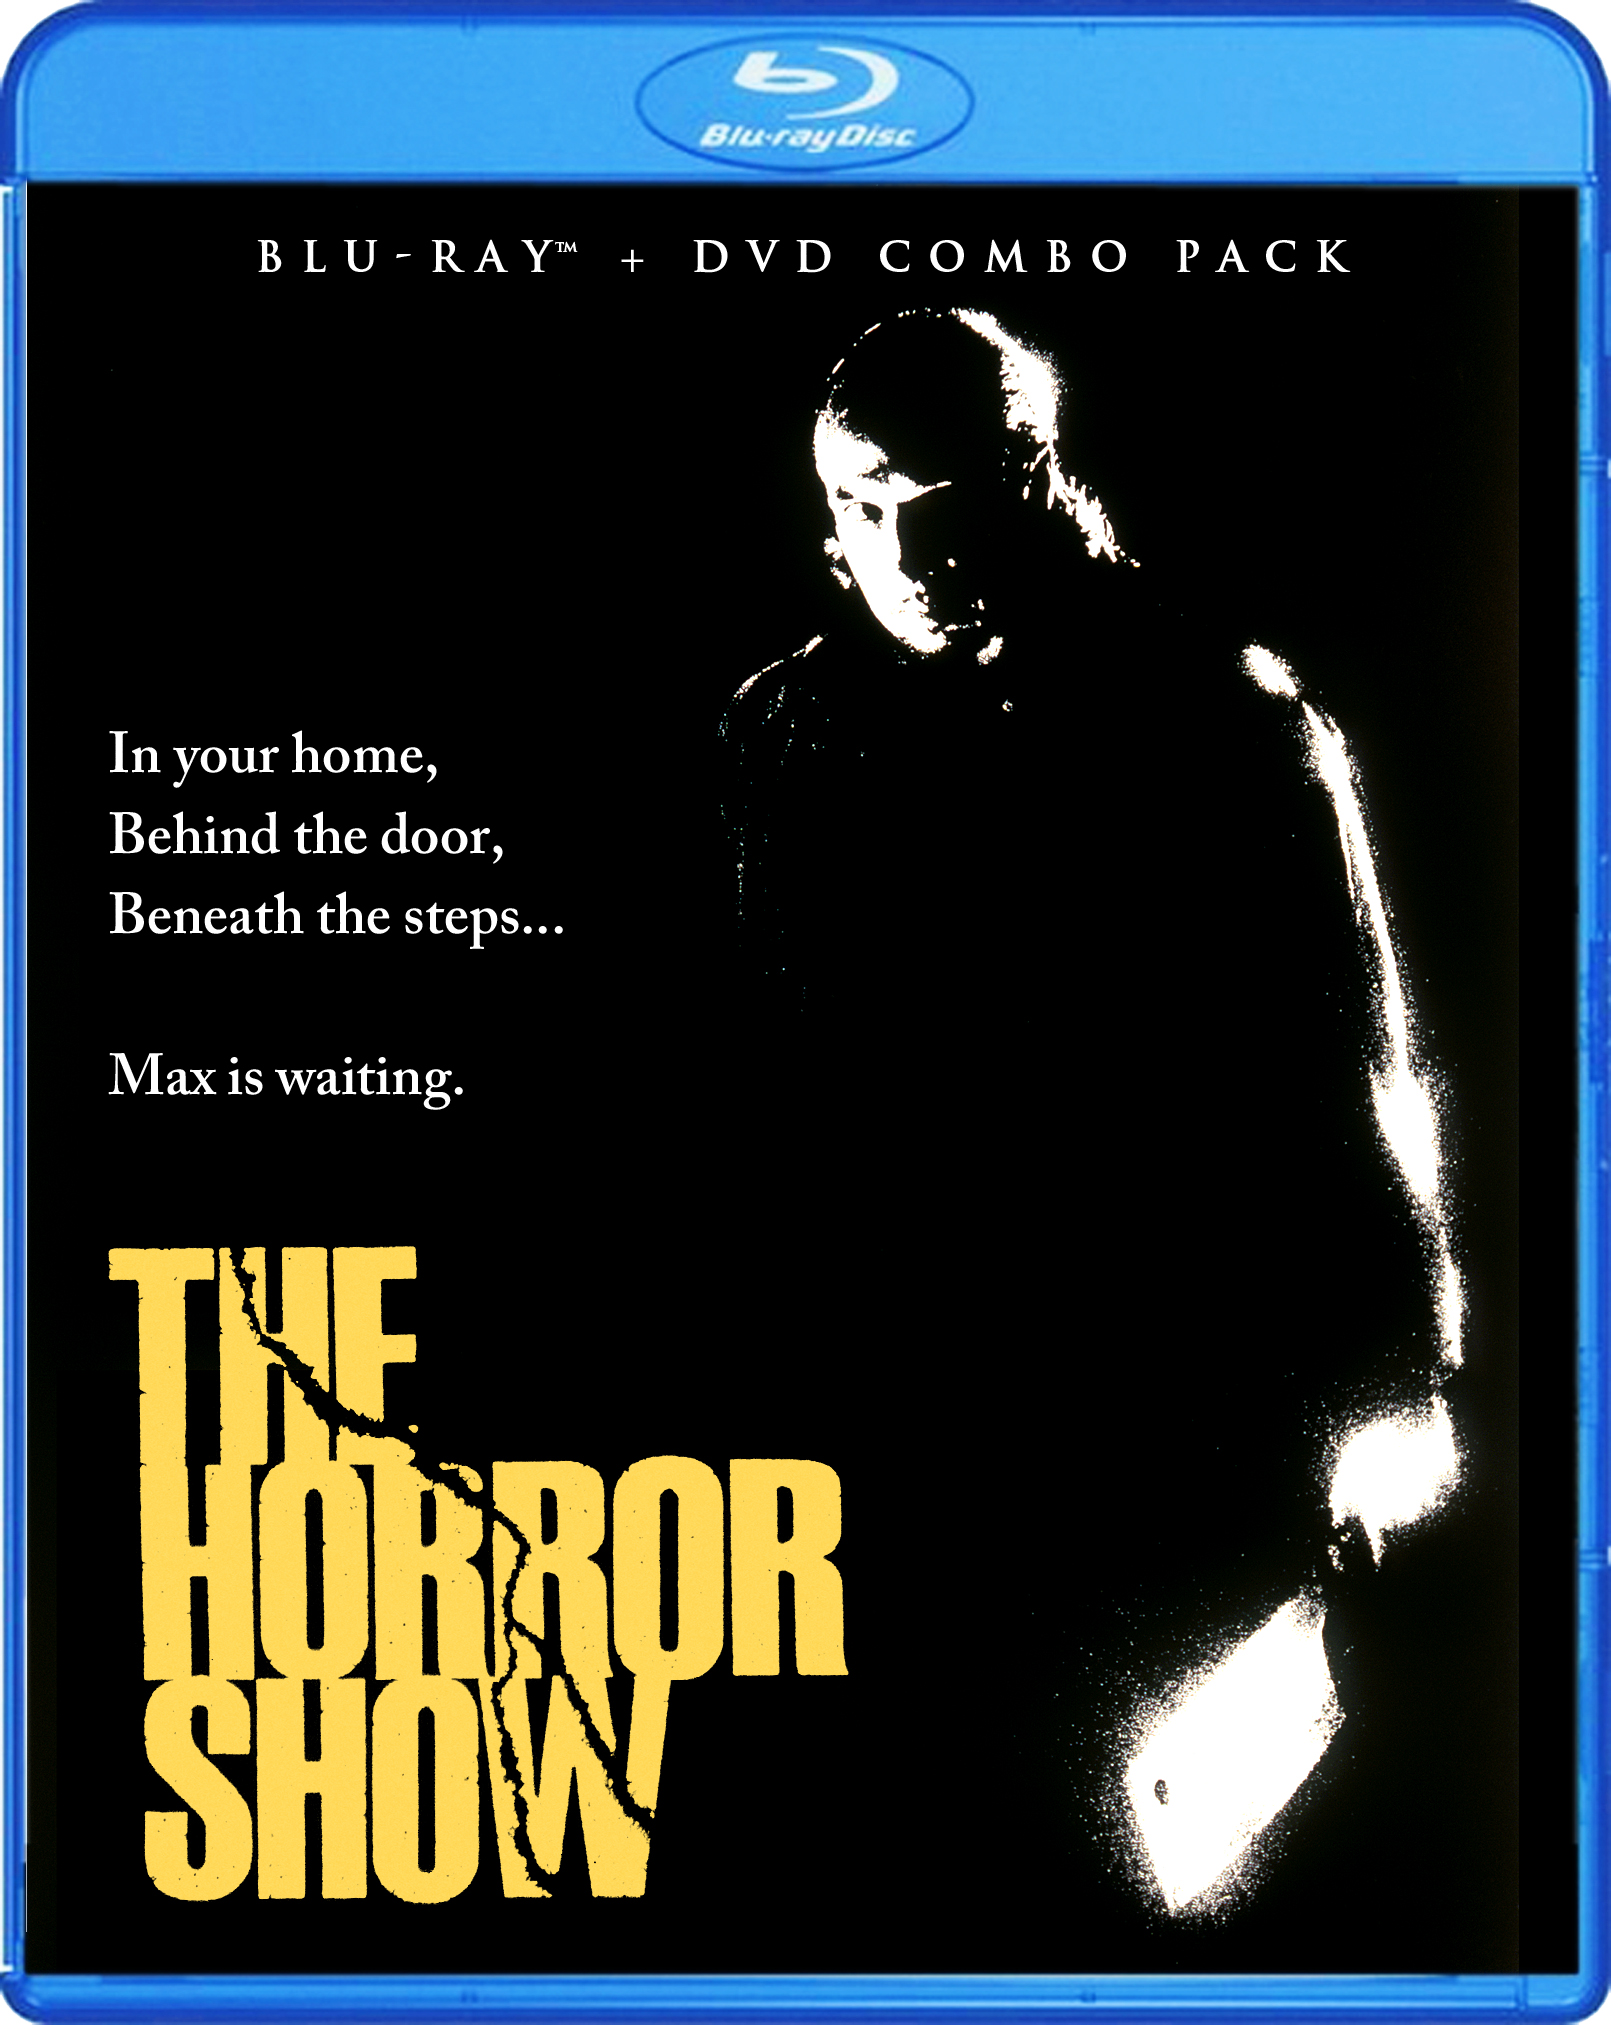 Blu-ray Disc
BLU-RAY™ + DVD COMBO PACK
In your home,
Behind the door,
Beneath the steps...
Max is waiting.
THE
HORROR
SHOW